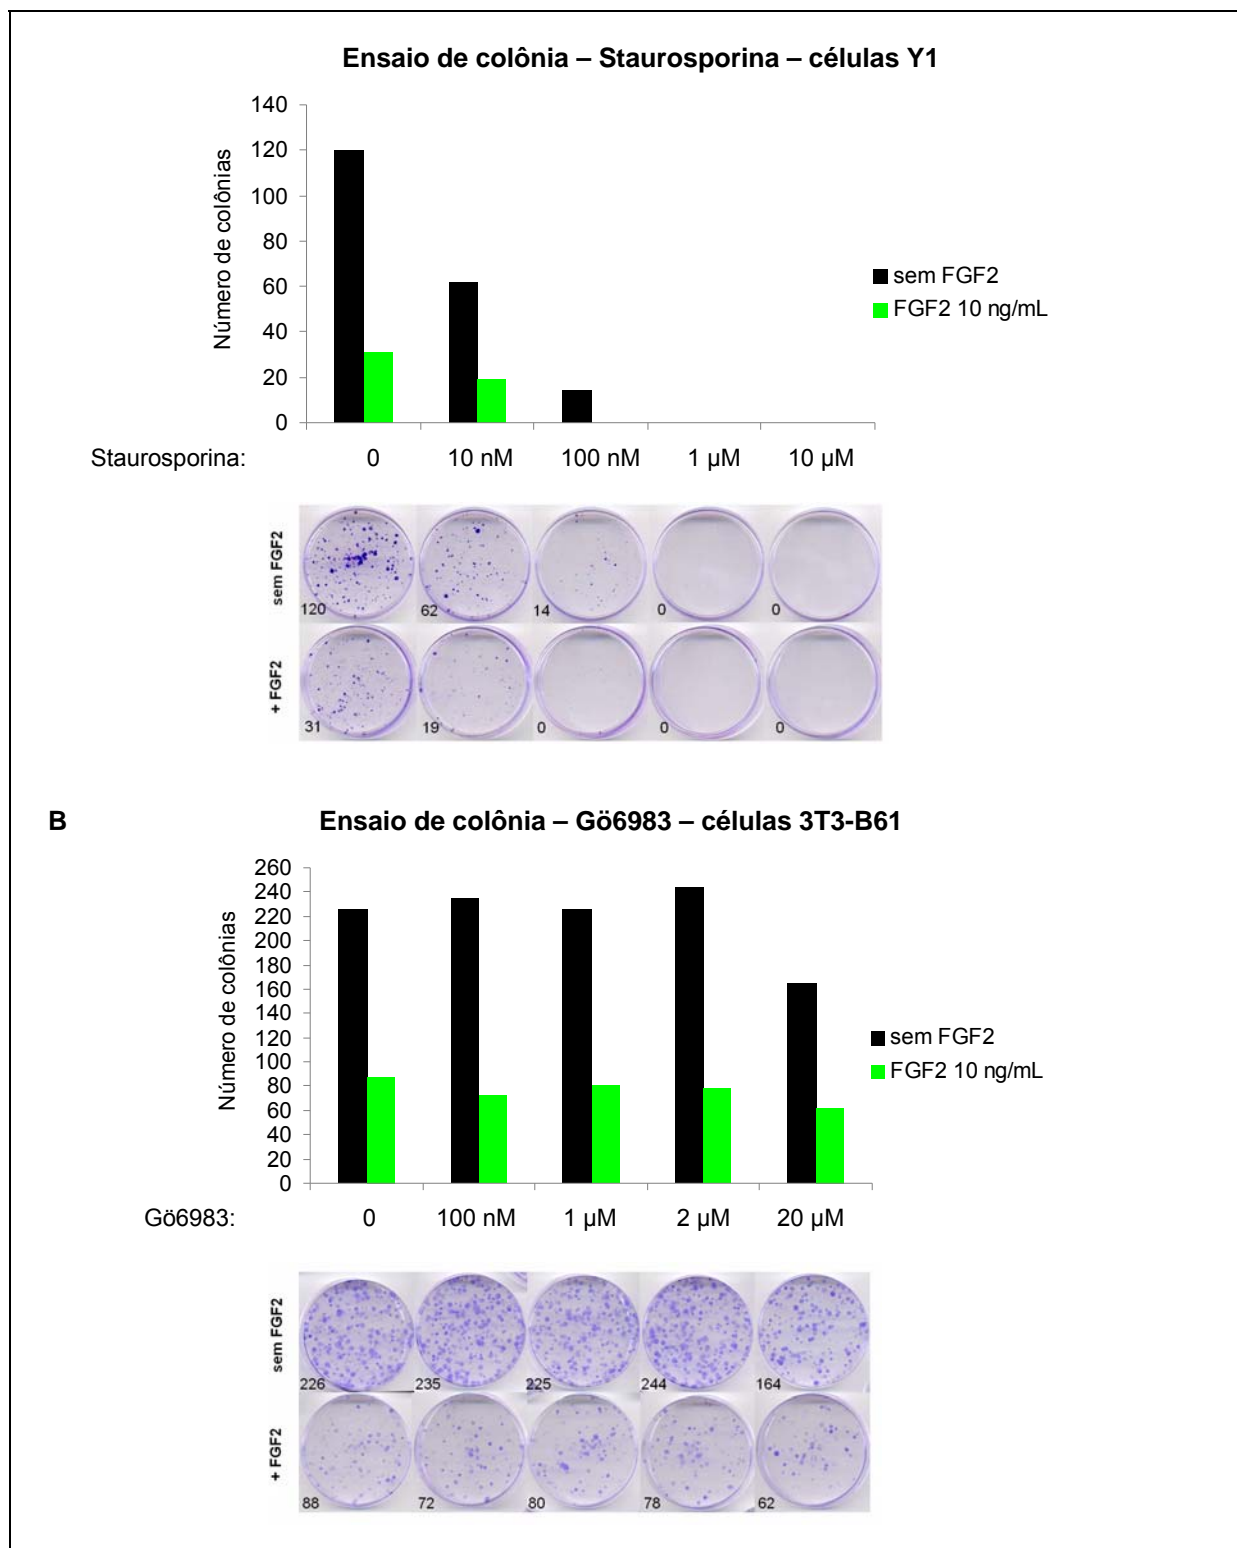 Ensaio de colônia – Staurosporina – células Y1
Número de colônias
140
120
100
80
60
40
20
0
sem FGF2
FGF2 10 ng/mL
Staurosporina: 0 10 nM 100 nM 1 µM 10 µM
sem FGF2
120 62 14 0 0
+ FGF2
31 19 0 0 0
B Ensaio de colônia – Gö6983 – células 3T3-B61
Número de colônias
260
240
220
200
180
160
140
120
100
80
60
40
20
0
sem FGF2
FGF2 10 ng/mL
Gö6983: 0 100 nM 1 µM 2 µM 20 µM
sem FGF2
226 235 225 244 164
+ FGF2
88 72 80 78 62